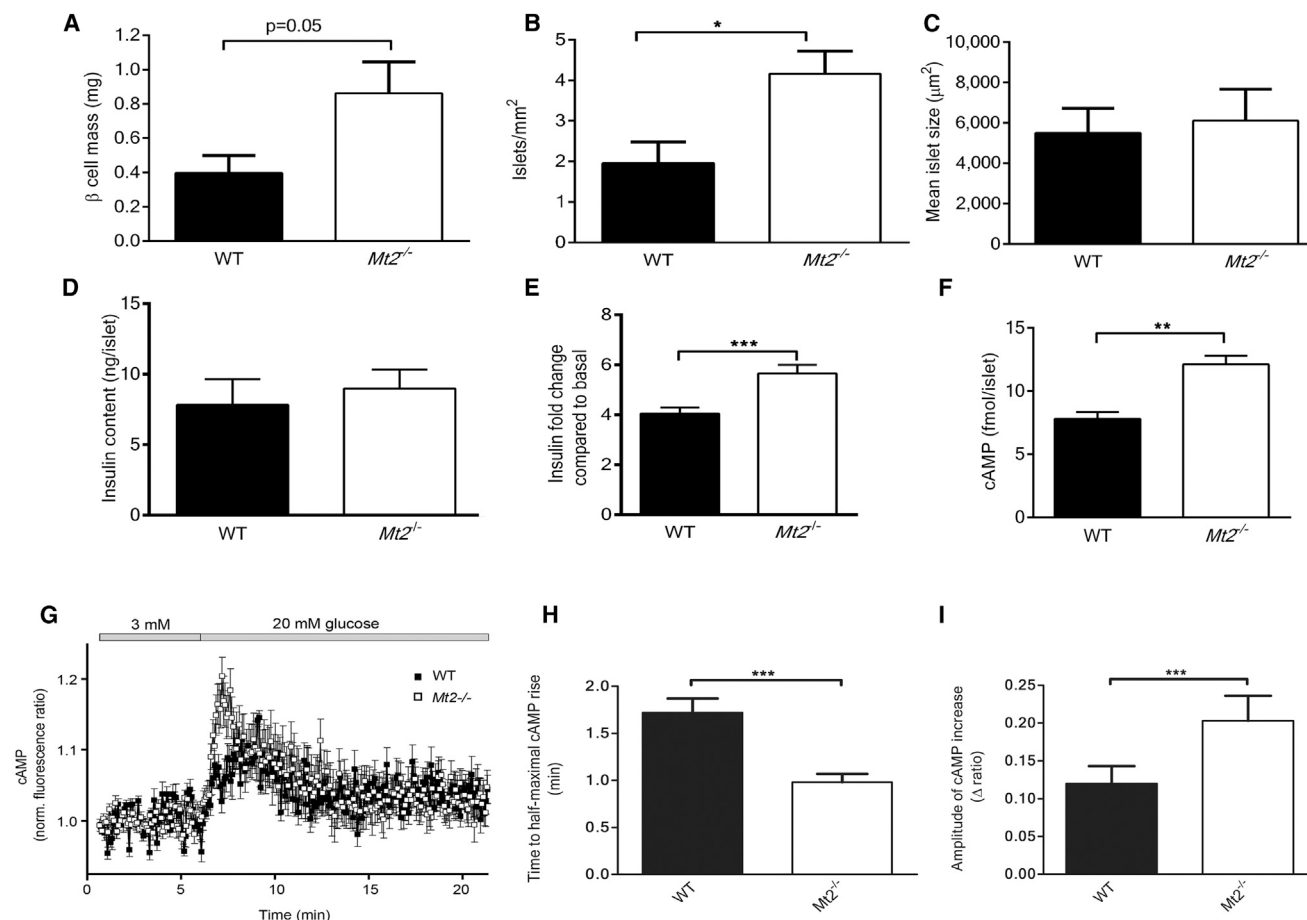 A
p=0.05
β cell mass (mg)
1.2
1.0
0.8
0.6
0.4
0.2
0.0
WT
Mt2-/-
B
*
Islets/mm2
5
4
3
2
1
0
WT
Mt2-/-
C
Mean islet size (μm2)
10,000
8,000
6,000
4,000
2,000
0
WT
Mt2-/-
D
Insulin content (ng/islet)
15
10
5
0
WT
Mt2-/-
E
***
Insulin fold change
compared to basal
8
6
4
2
0
WT
Mt2-/-
F
**
cAMP (fmol/islet)
15
10
5
0
WT
Mt2-/-
G
3 mM
20 mM glucose
WT
Mt2-/-
cAMP
(norm. fluorescence ratio)
1.2
1.1
1.0
0
5
10
15
20
Time (min)
H
***
Time to half-maximal cAMP rise
(min)
2.0
1.5
1.0
0.5
0.0
WT
Mt2-/-
I
***
Amplitude of cAMP increase
(Δ ratio)
0.25
0.20
0.15
0.10
0.05
0.00
WT
Mt2-/-